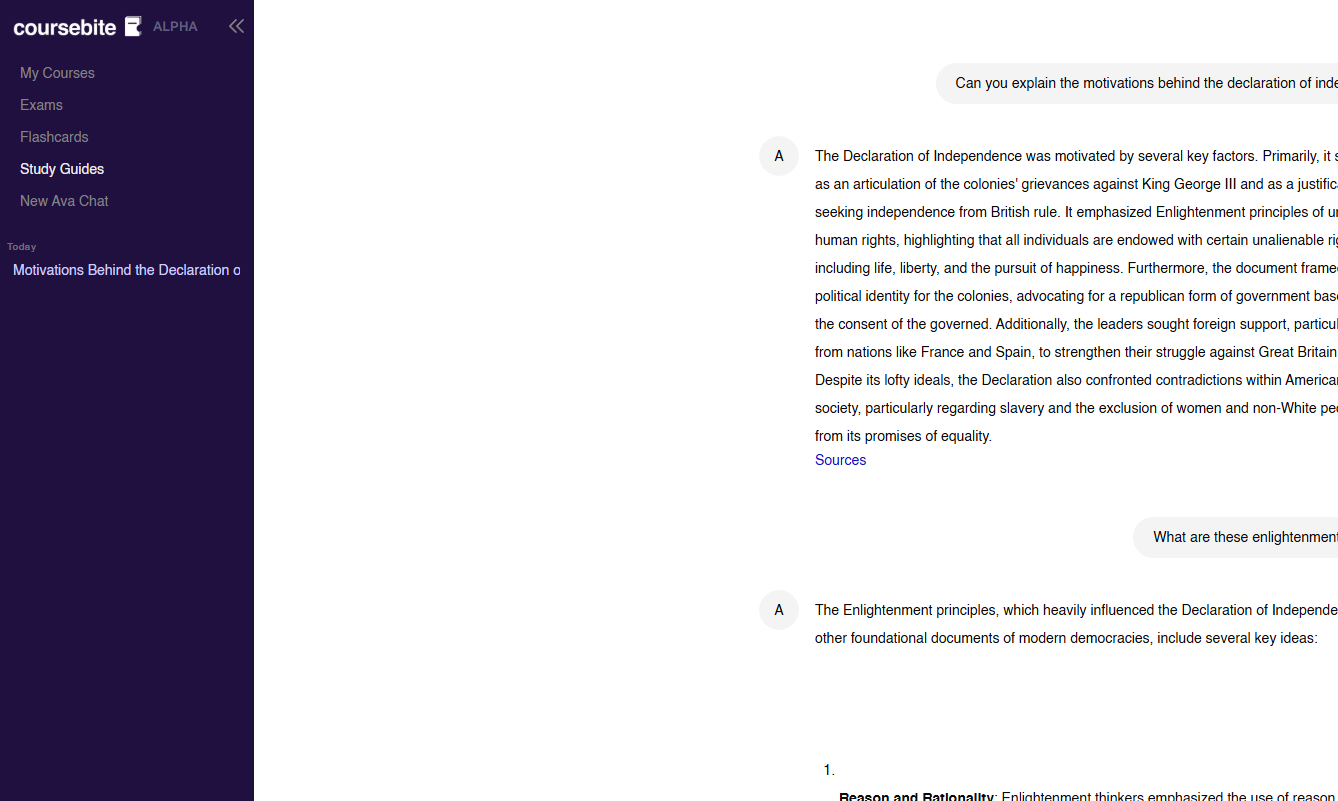 coursebite ALPHA
My Courses
Exams
Flashcards
Study Guides
New Ava Chat
Today
Motivations Behind the Declaration o
Can you explain the motivations behind the declaration of inde
A
The Declaration of Independence was motivated by several key factors. Primarily, it s
as an articulation of the colonies' grievances against King George III and as a justifica
seeking independence from British rule. It emphasized Enlightenment principles of un
human rights, highlighting that all individuals are endowed with certain unalienable rig
including life, liberty, and the pursuit of happiness. Furthermore, the document frame
political identity for the colonies, advocating for a republican form of government base
the consent of the governed. Additionally, the leaders sought foreign support, particul
from nations like France and Spain, to strengthen their struggle against Great Britain
Despite its lofty ideals, the Declaration also confronted contradictions within American
society, particularly regarding slavery and the exclusion of women and non-White peo
from its promises of equality.
Sources
What are these enlightenment
A
The Enlightenment principles, which heavily influenced the Declaration of Independe
other foundational documents of modern democracies, include several key ideas:
1.
Reason and Rationality: Enlightenment thinkers emphasized the use of reason